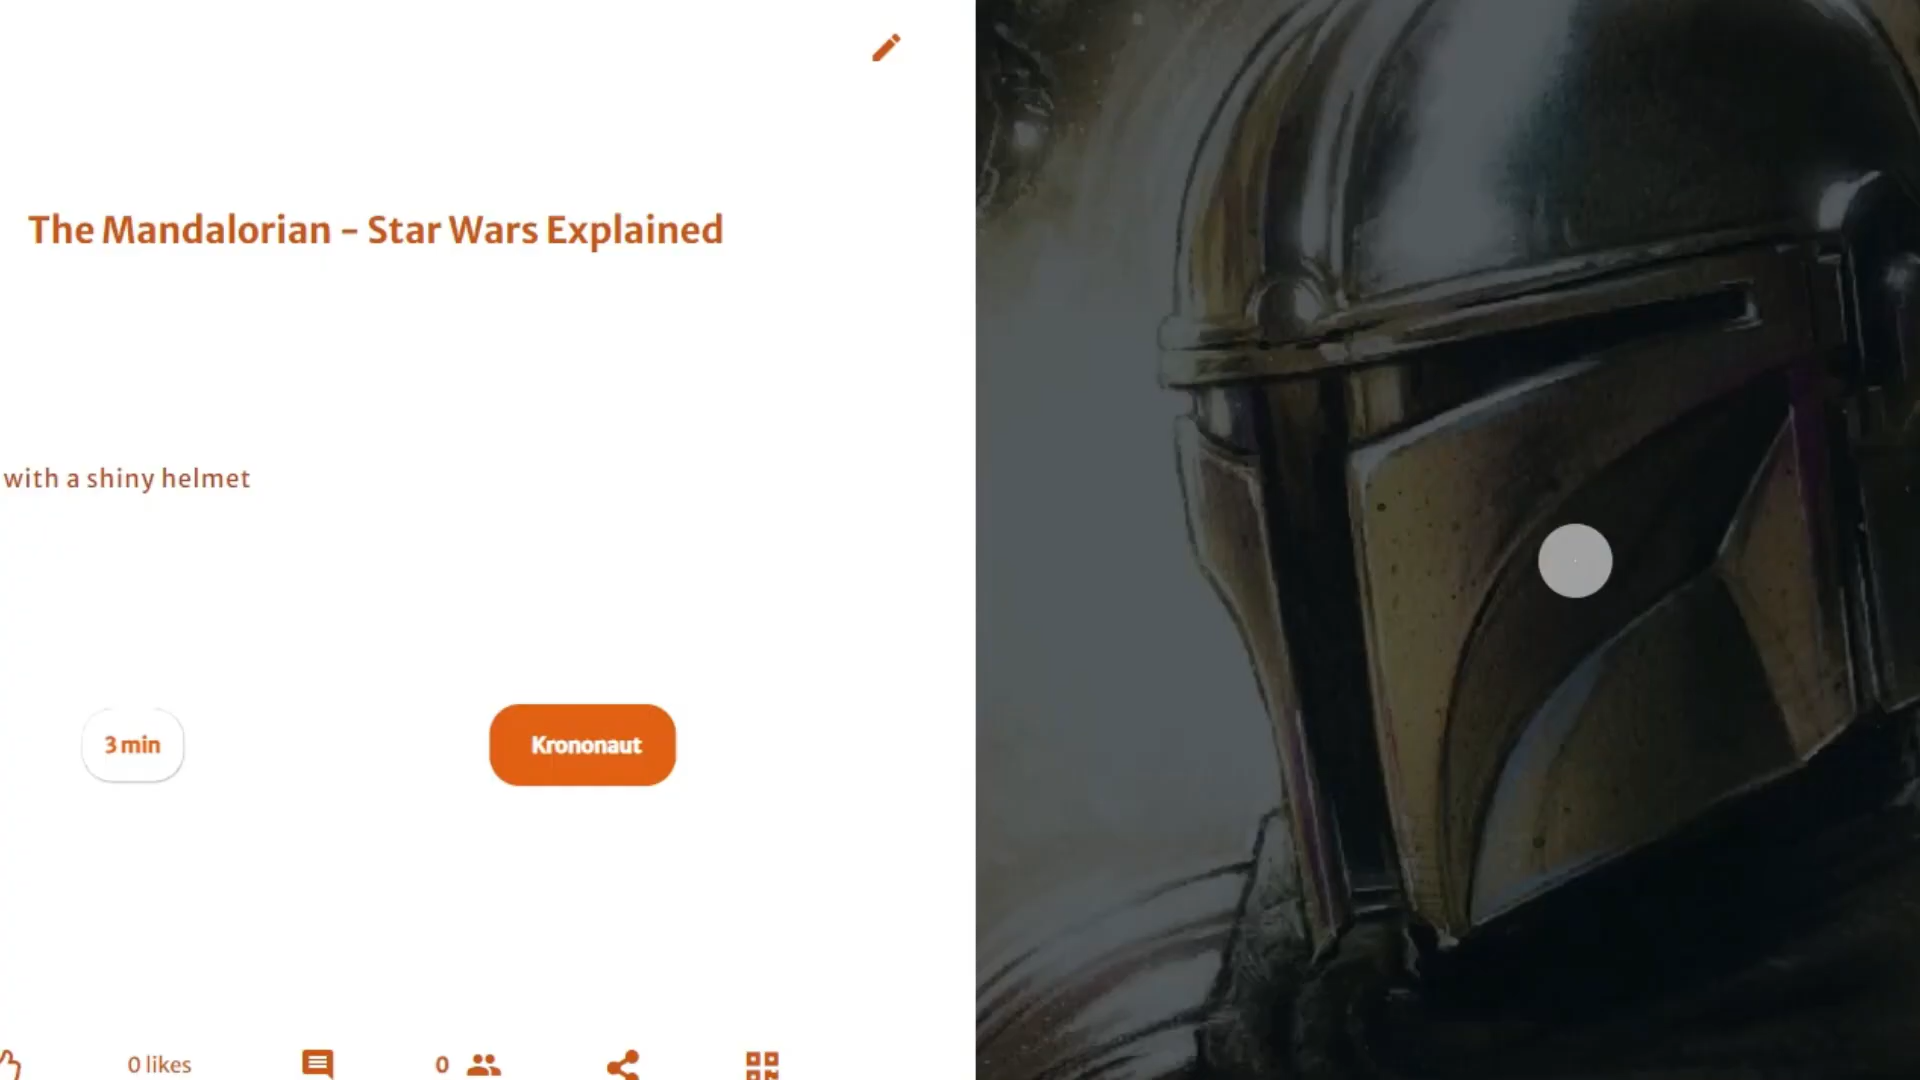 The Mandalorian - Star Wars Explained
with a shiny helmet
3 min
Krononaut
0 likes
0